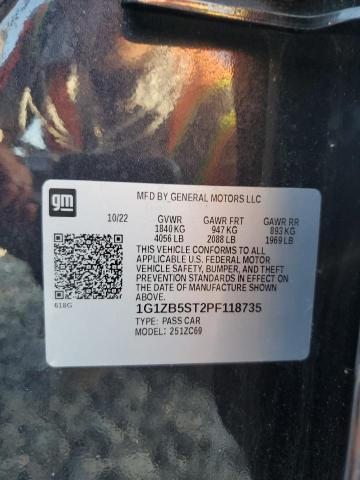 gm
MFD BY GENERAL MOTORS LLC
10/22 GVWR GAWR FRT GAWR RR
1840 KG 947 KG 893 KG
4056 LB 2088 LB 1969 LB
THIS VEHICLE CONFORMS TO ALL
APPLICABLE U.S. FEDERAL MOTOR
VEHICLE SAFETY, BUMPER, AND THEFT
PREVENTION STANDARDS IN EFFECT ON
THE DATE OF MANUFACTURE SHOWN
ABOVE.
618G
1G1ZB5ST2PF118735
TYPE: PASS CAR
MODEL: 251ZC69